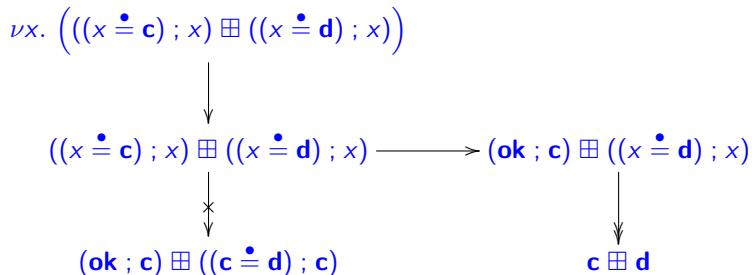 νx. (((x ≗ c) ; x) ⊞ ((x ≗ d) ; x))
((x ≗ c) ; x) ⊞ ((x ≗ d) ; x) (ok ; c) ⊞ ((x ≗ d) ; x)
(ok ; c) ⊞ ((c ≗ d) ; c) c ⊞ d